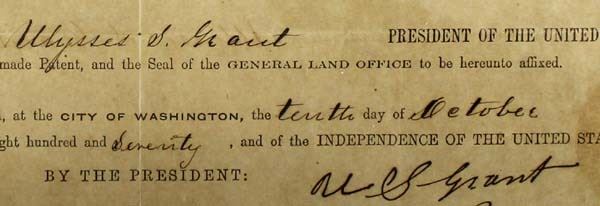 Ulysses S. Grant PRESIDENT OF THE UNITED
made Patent, and the Seal of the GENERAL LAND OFFICE to be hereunto affixed.
, at the CITY OF WASHINGTON, the tenth day of October
ght hundred and Seventy , and of the INDEPENDENCE OF THE UNITED STA
BY THE PRESIDENT: U S Grant